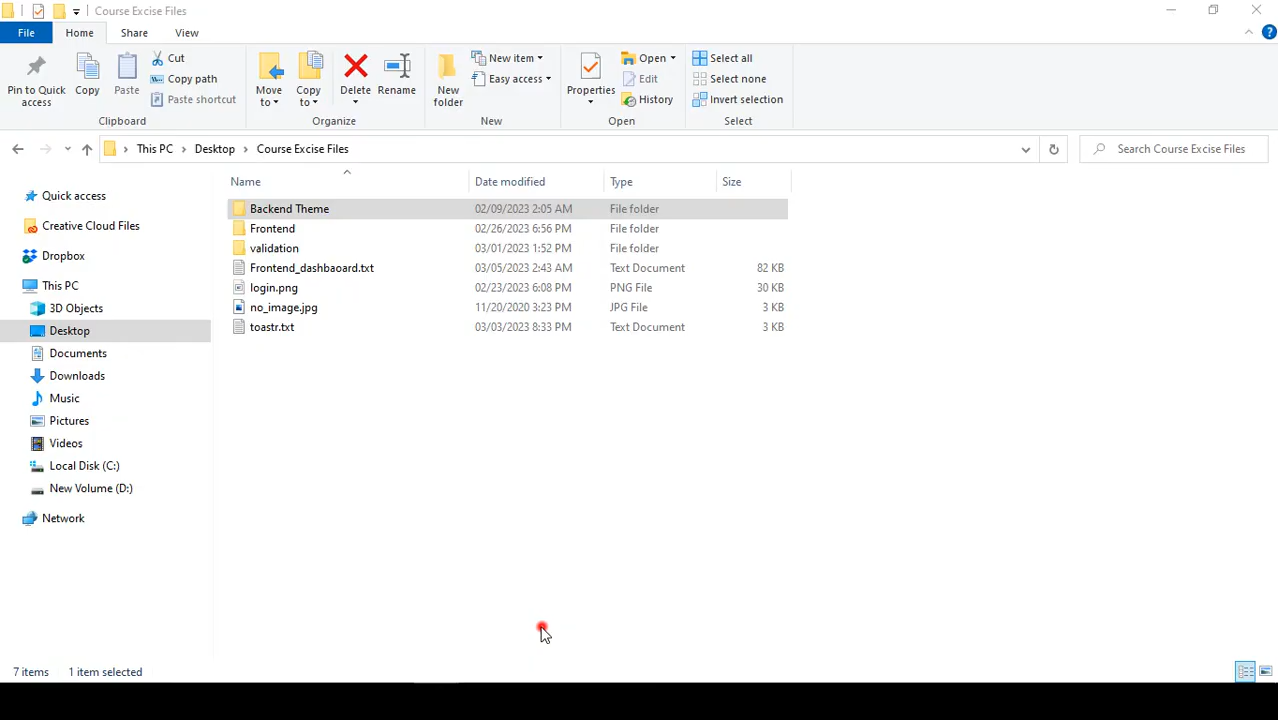 Course Excise Files
File Home Share View
Pin to Quick access
Copy
Paste
Cut
Copy path
Paste shortcut
Clipboard
Move to
Copy to
Delete
Rename
Organize
New folder
New item
Easy access
New
Properties
Open
Edit
History
Open
Select all
Select none
Invert selection
Select
This PC Desktop Course Excise Files
Search Course Excise Files
Quick access
Creative Cloud Files
Dropbox
This PC
3D Objects
Desktop
Documents
Downloads
Music
Pictures
Videos
Local Disk (C:)
New Volume (D:)
Network
Name Date modified Type Size
Backend Theme 02/09/2023 2:05 AM File folder
Frontend 02/26/2023 6:56 PM File folder
validation 03/01/2023 1:52 PM File folder
Frontend_dashbaoard.txt 03/05/2023 2:43 AM Text Document 82 KB
login.png 02/23/2023 6:08 PM PNG File 30 KB
no_image.jpg 11/20/2020 3:23 PM JPG File 3 KB
toastr.txt 03/03/2023 8:33 PM Text Document 3 KB
7 items 1 item selected